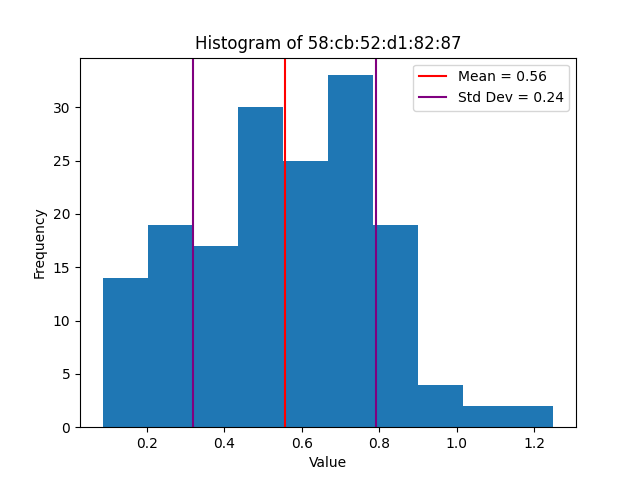 Histogram of 58:cb:52:d1:82:87
Mean = 0.56
Std Dev = 0.24
Frequency
30
25
20
15
10
5
0
0.2 0.4 0.6 0.8 1.0 1.2
Value